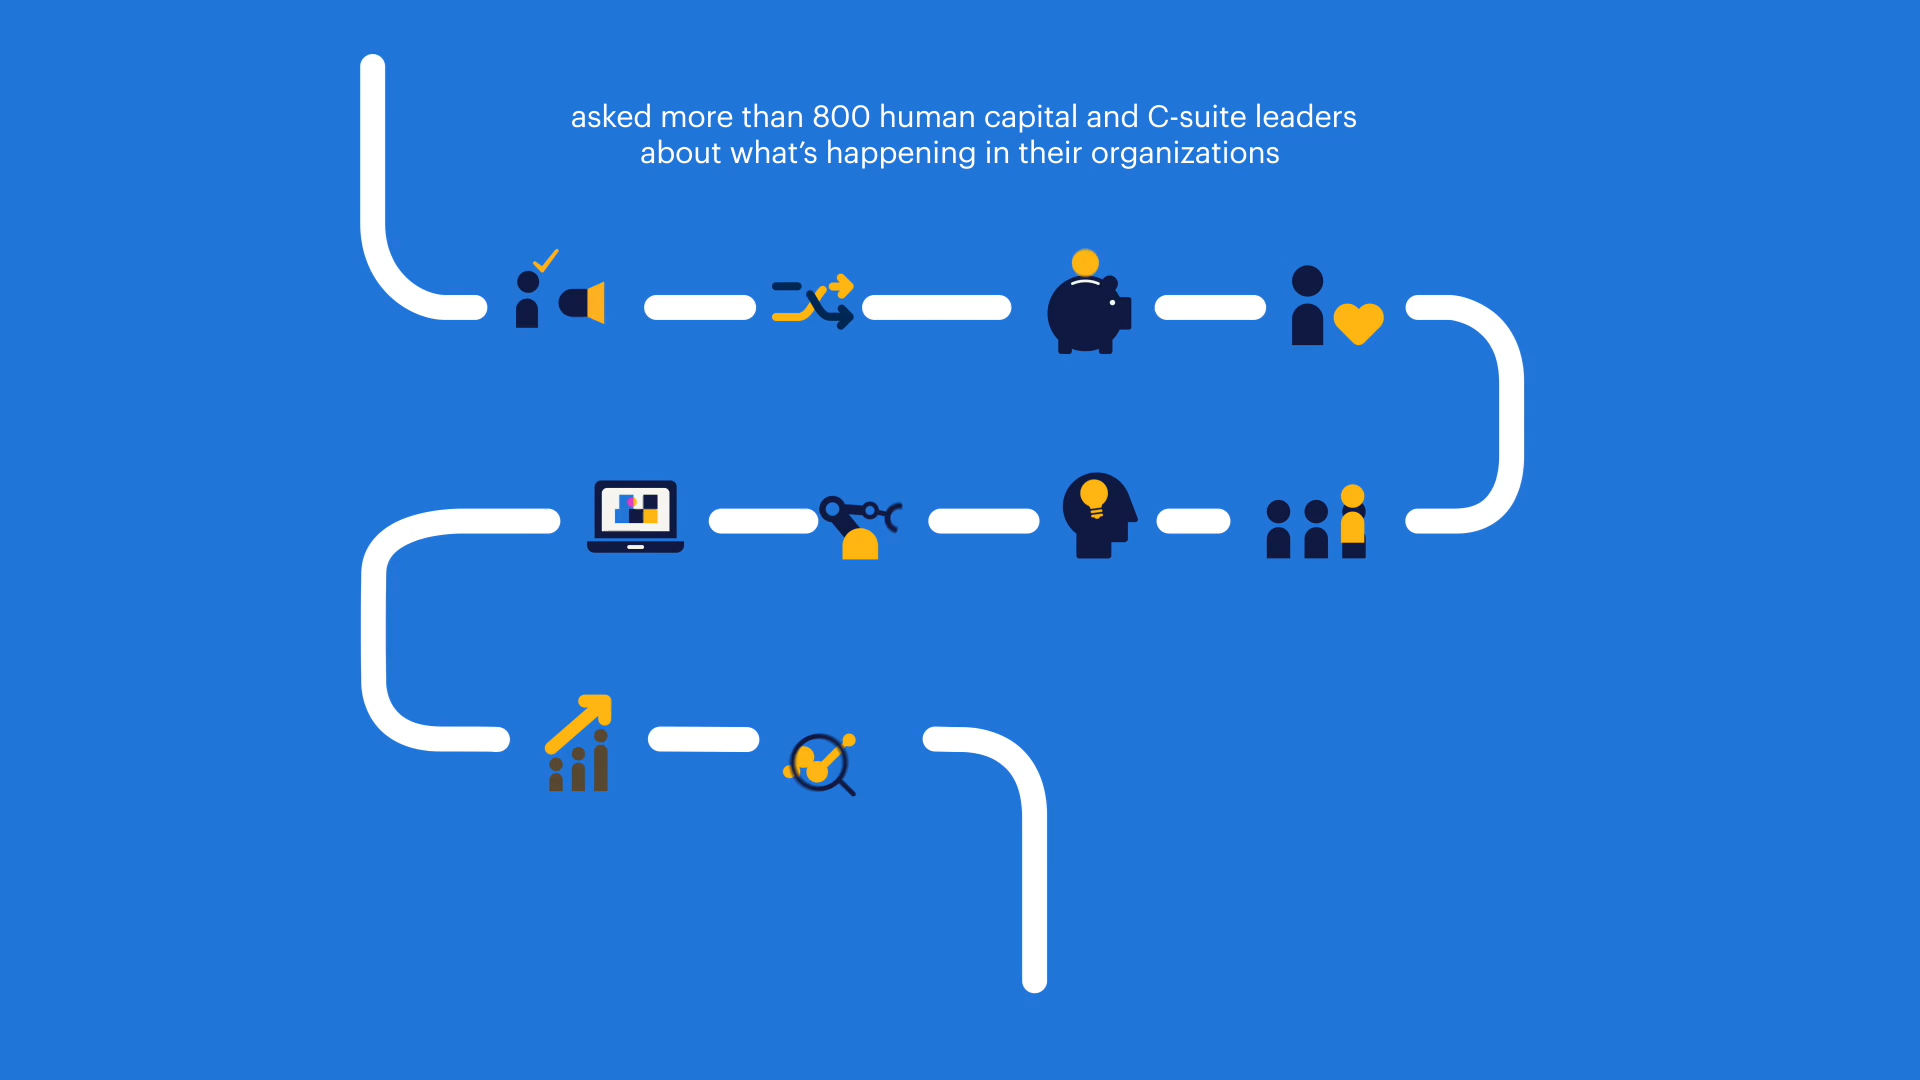 asked more than 800 human capital and C-suite leaders
about what’s happening in their organizations